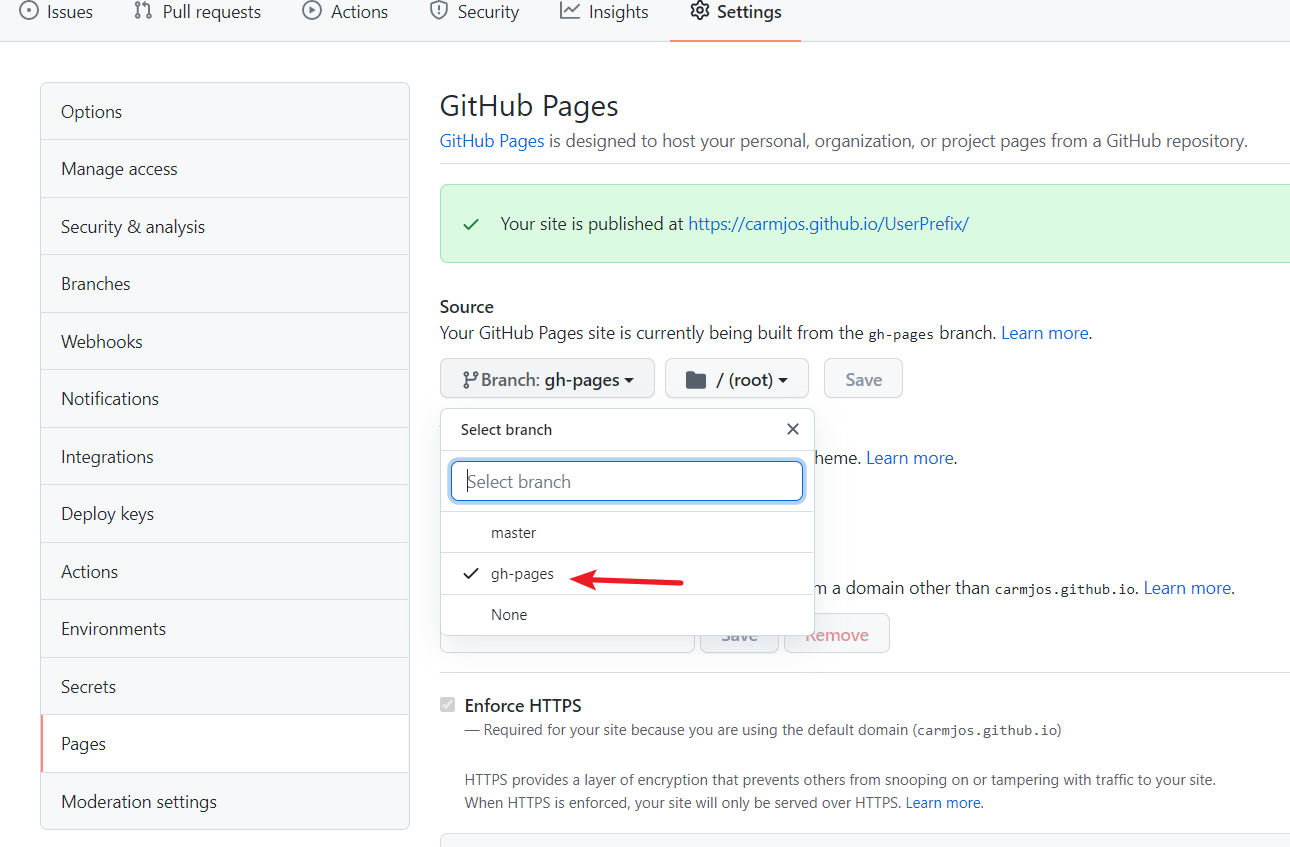 Issues Pull requests Actions Security Insights Settings
Options
Manage access
Security & analysis
Branches
Webhooks
Notifications
Integrations
Deploy keys
Actions
Environments
Secrets
Pages
Moderation settings
GitHub Pages
GitHub Pages is designed to host your personal, organization, or project pages from a GitHub repository.
Your site is published at https://carmjos.github.io/UserPrefix/
Source
Your GitHub Pages site is currently being built from the gh-pages branch. Learn more.
Branch: gh-pages / (root) Save
Select branch
Select branch
heme. Learn more.
master
gh-pages
m a domain other than carmjos.github.io. Learn more.
None
Save Remove
Enforce HTTPS
— Required for your site because you are using the default domain (carmjos.github.io)
HTTPS provides a layer of encryption that prevents others from snooping on or tampering with traffic to your site.
When HTTPS is enforced, your site will only be served over HTTPS. Learn more.